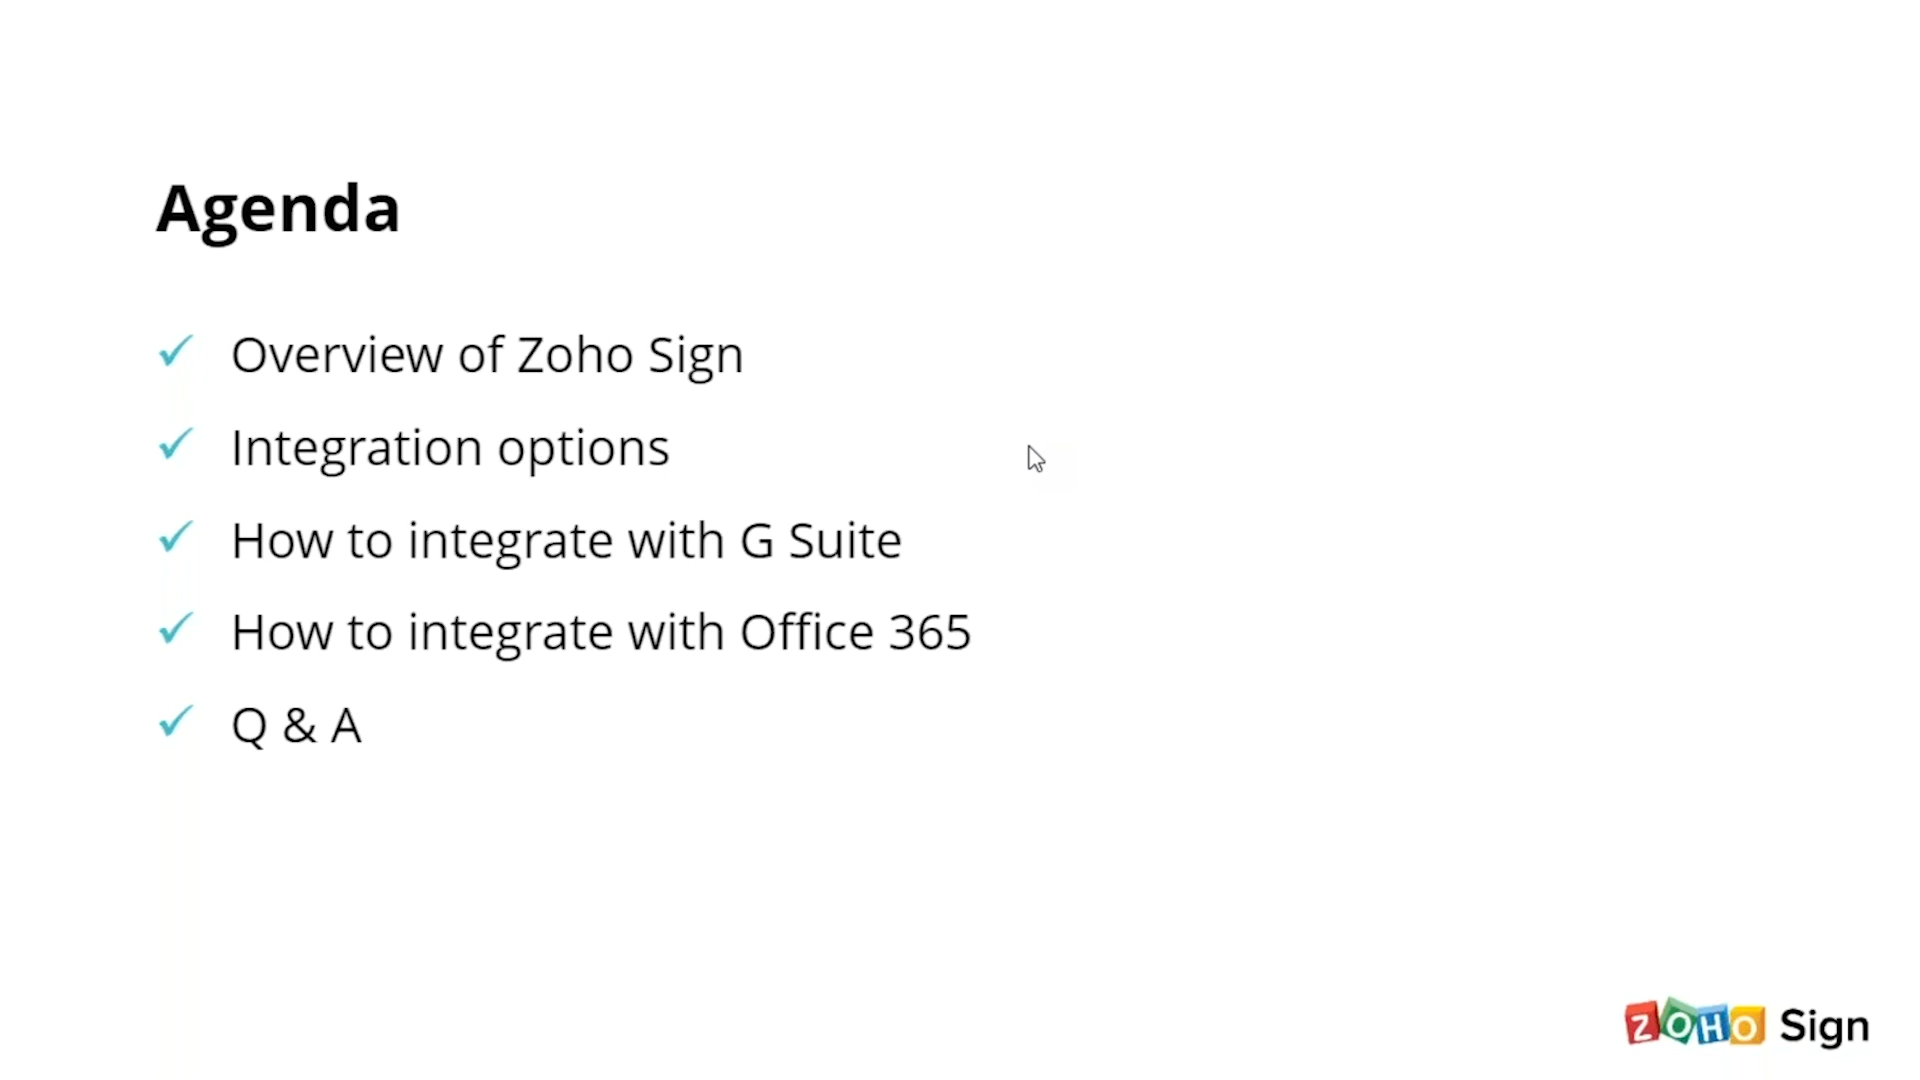 Agenda
Overview of Zoho Sign
Integration options
How to integrate with G Suite
How to integrate with Office 365
Q & A
ZOHO Sign